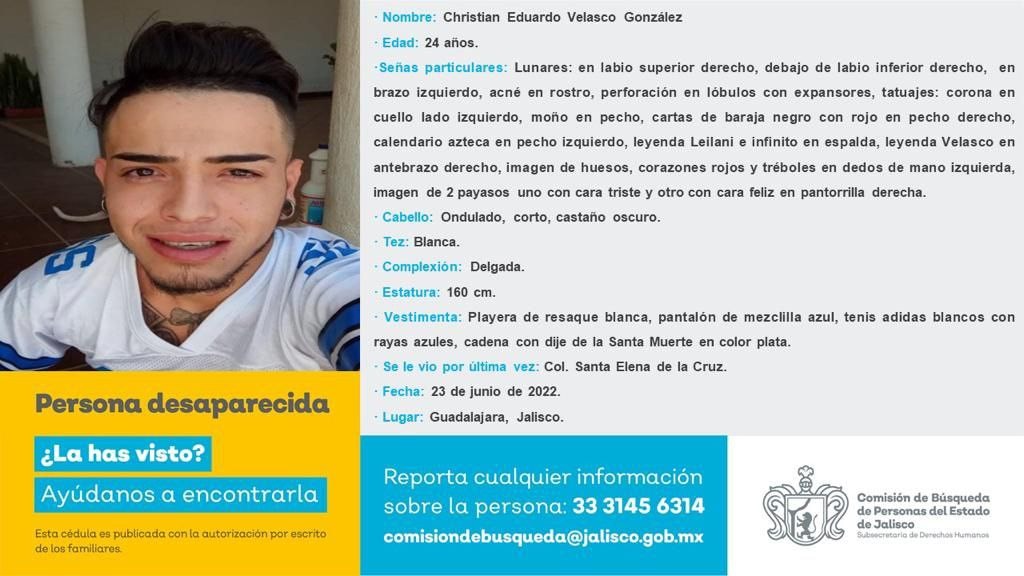 · Nombre: Christian Eduardo Velasco González
· Edad: 24 años.
·Señas particulares: Lunares: en labio superior derecho, debajo de labio inferior derecho, en
brazo izquierdo, acné en rostro, perforación en lóbulos con expansores, tatuajes: corona en
cuello lado izquierdo, moño en pecho, cartas de baraja negro con rojo en pecho derecho,
calendario azteca en pecho izquierdo, leyenda Leilani e infinito en espalda, leyenda Velasco en
antebrazo derecho, imagen de huesos, corazones rojos y tréboles en dedos de mano izquierda,
imagen de 2 payasos uno con cara triste y otro con cara feliz en pantorrilla derecha.
· Cabello: Ondulado, corto, castaño oscuro.
· Tez: Blanca.
· Complexión: Delgada.
· Estatura: 160 cm.
· Vestimenta: Playera de resaque blanca, pantalón de mezclilla azul, tenis adidas blancos con
rayas azules, cadena con dije de la Santa Muerte en color plata.
· Se le vio por última vez: Col. Santa Elena de la Cruz.
· Fecha: 23 de junio de 2022.
· Lugar: Guadalajara, Jalisco.
Persona desaparecida
¿La has visto?
Ayúdanos a encontrarla
Esta cédula es publicada con la autorización por escrito
de los familiares.
Reporta cualquier información
sobre la persona: 33 3145 6314
comisiondebusqueda@jalisco.gob.mx
Comisión de Búsqueda
de Personas del Estado
de Jalisco
Subsecretaría de Derechos Humanos